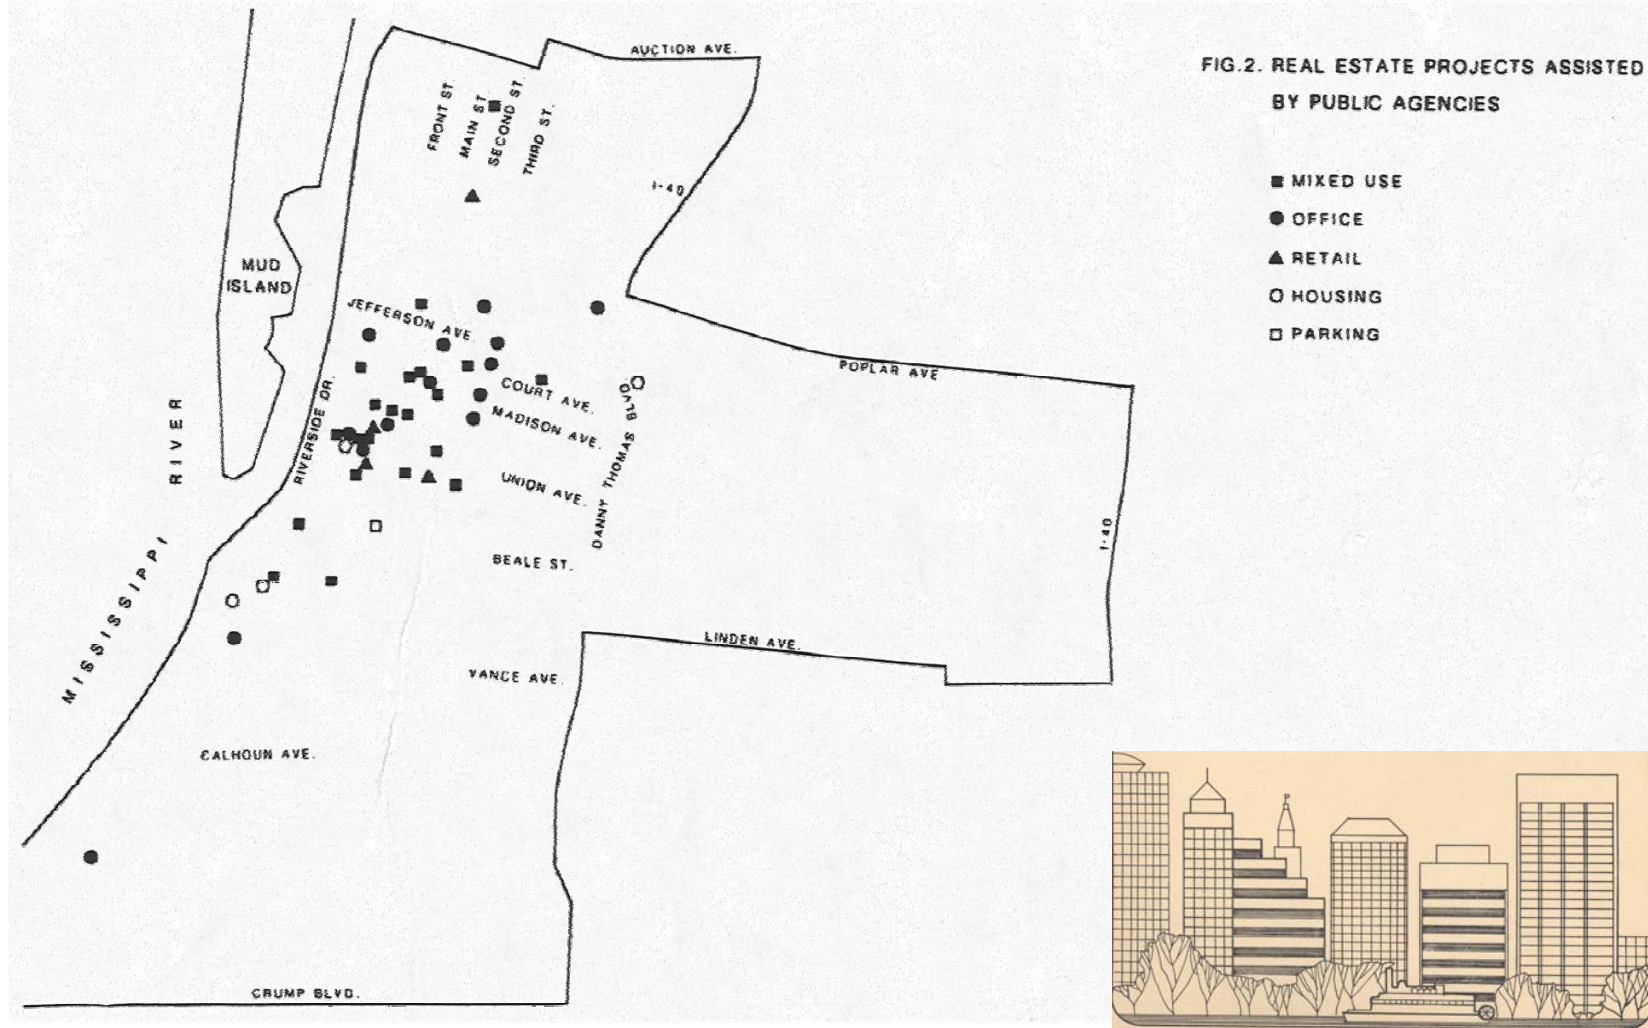 FIG.2. REAL ESTATE PROJECTS ASSISTED
BY PUBLIC AGENCIES
MIXED USE
OFFICE
RETAIL
HOUSING
PARKING
AUCTION AVE.
FRONT ST.
MAIN ST
SECOND ST.
THIRD ST.
I-40
MUD
ISLAND
JEFFERSON AVE.
POPLAR AVE
COURT AVE.
MADISON AVE.
RIVERSIDE DR.
DANNY THOMAS BLVD
UNION AVE.
I-40
BEALE ST.
MISSISSIPPI RIVER
LINDEN AVE.
VANCE AVE.
CALHOUN AVE.
CRUMP BLVD.